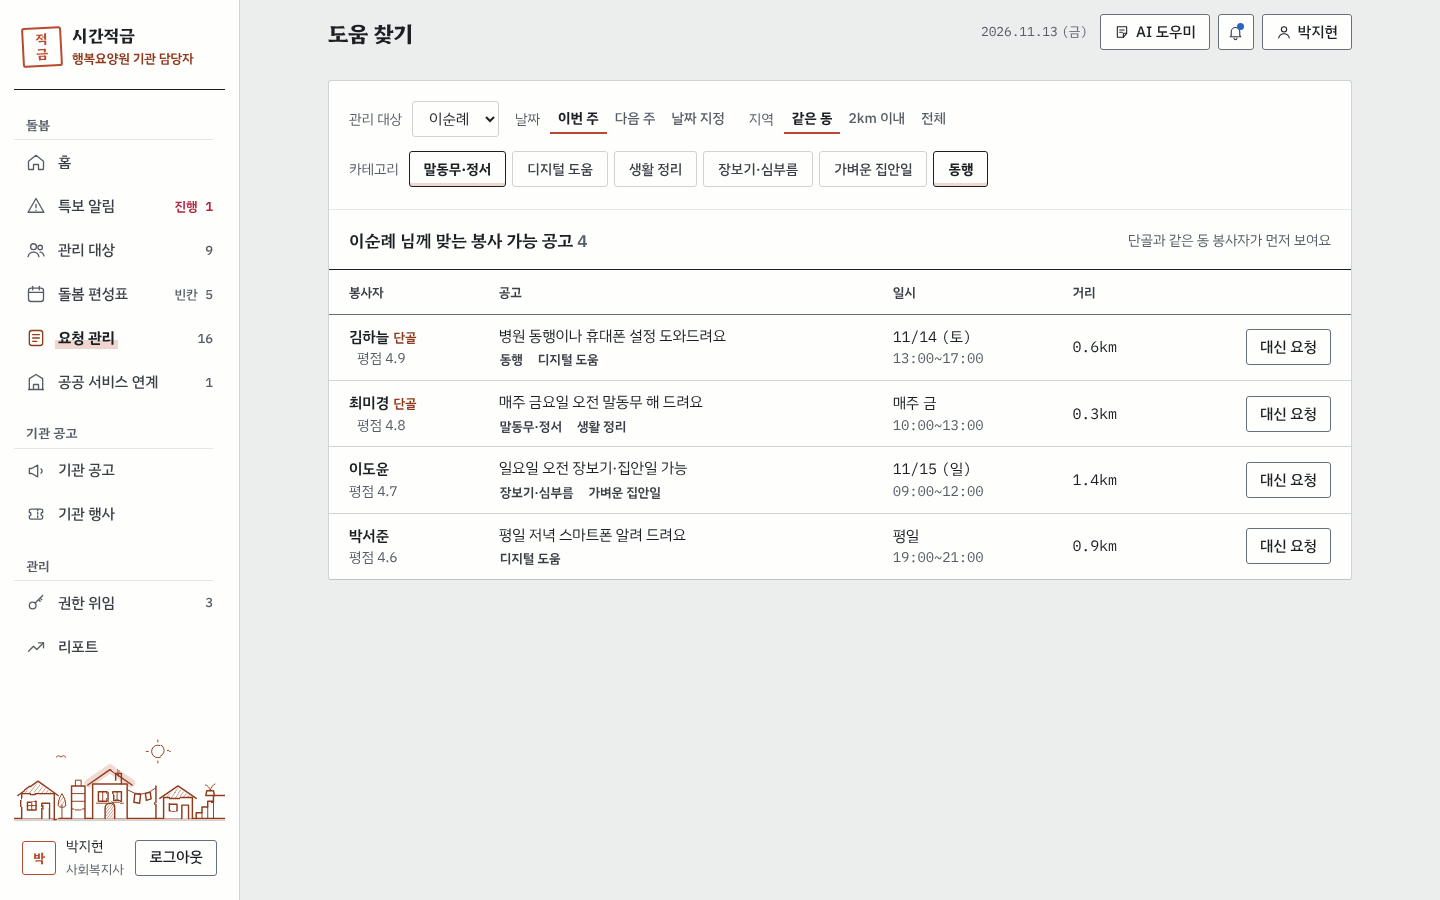 적금
시간적금
행복요양원 기관 담당자
돌봄
홈
특보 알림 진행 1
관리 대상 9
돌봄 편성표 빈칸 5
요청 관리 16
공공 서비스 연계 1
기관 공고
기관 공고
기관 행사
관리
권한 위임 3
리포트
박
박지현
사회복지사
로그아웃
도움 찾기
2026.11.13 (금)
AI 도우미
박지현
관리 대상 이순례 날짜 이번 주 다음 주 날짜 지정 지역 같은 동 2km 이내 전체
카테고리 말동무·정서 디지털 도움 생활 정리 장보기·심부름 가벼운 집안일 동행
이순례 님께 맞는 봉사 가능 공고 4
단골과 같은 동 봉사자가 먼저 보여요
봉사자 공고 일시 거리
김하늘 단골 병원 동행이나 휴대폰 설정 도와드려요 11/14 (토) 0.6km 대신 요청
평점 4.9 동행 디지털 도움 13:00~17:00
최미경 단골 매주 금요일 오전 말동무 해 드려요 매주 금 0.3km 대신 요청
평점 4.8 말동무·정서 생활 정리 10:00~13:00
이도윤 일요일 오전 장보기·집안일 가능 11/15 (일) 1.4km 대신 요청
평점 4.7 장보기·심부름 가벼운 집안일 09:00~12:00
박서준 평일 저녁 스마트폰 알려 드려요 평일 0.9km 대신 요청
평점 4.6 디지털 도움 19:00~21:00